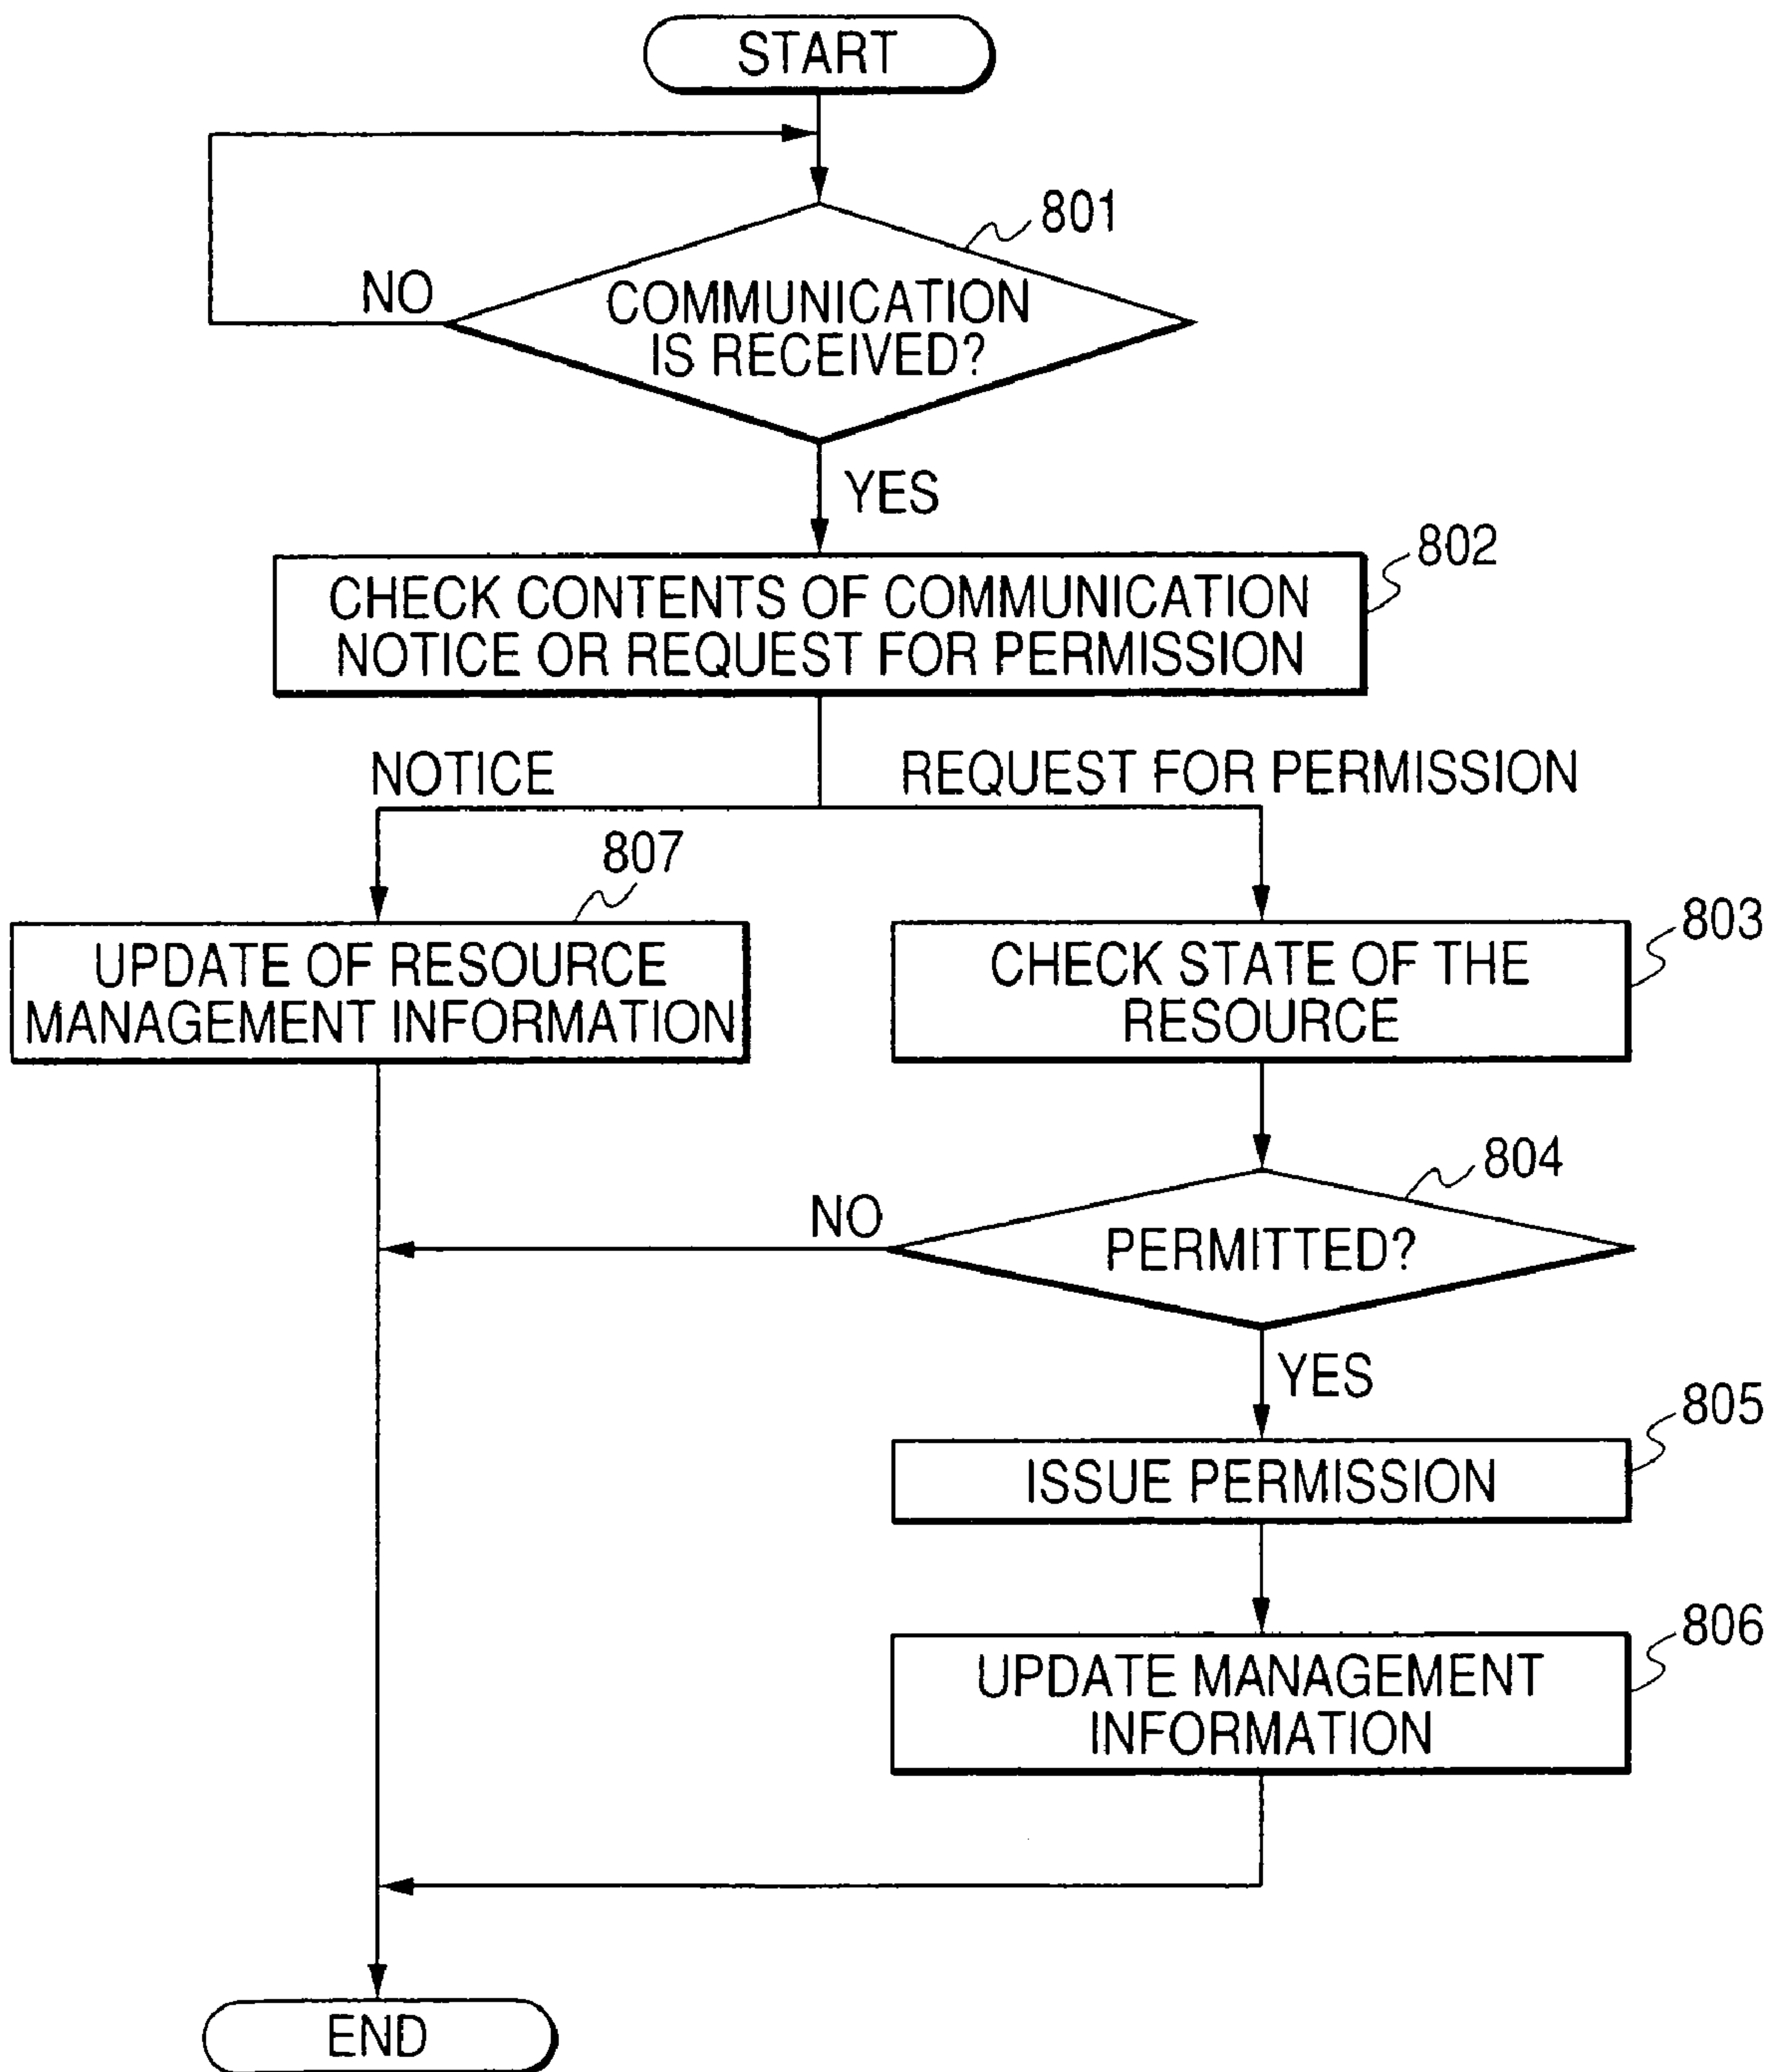 START
801
NO
COMMUNICATION
IS RECEIVED?
YES
802
CHECK CONTENTS OF COMMUNICATION
NOTICE OR REQUEST FOR PERMISSION
NOTICE
REQUEST FOR PERMISSION
807
UPDATE OF RESOURCE
MANAGEMENT INFORMATION
803
CHECK STATE OF THE
RESOURCE
804
NO
PERMITTED?
YES
805
ISSUE PERMISSION
806
UPDATE MANAGEMENT
INFORMATION
END